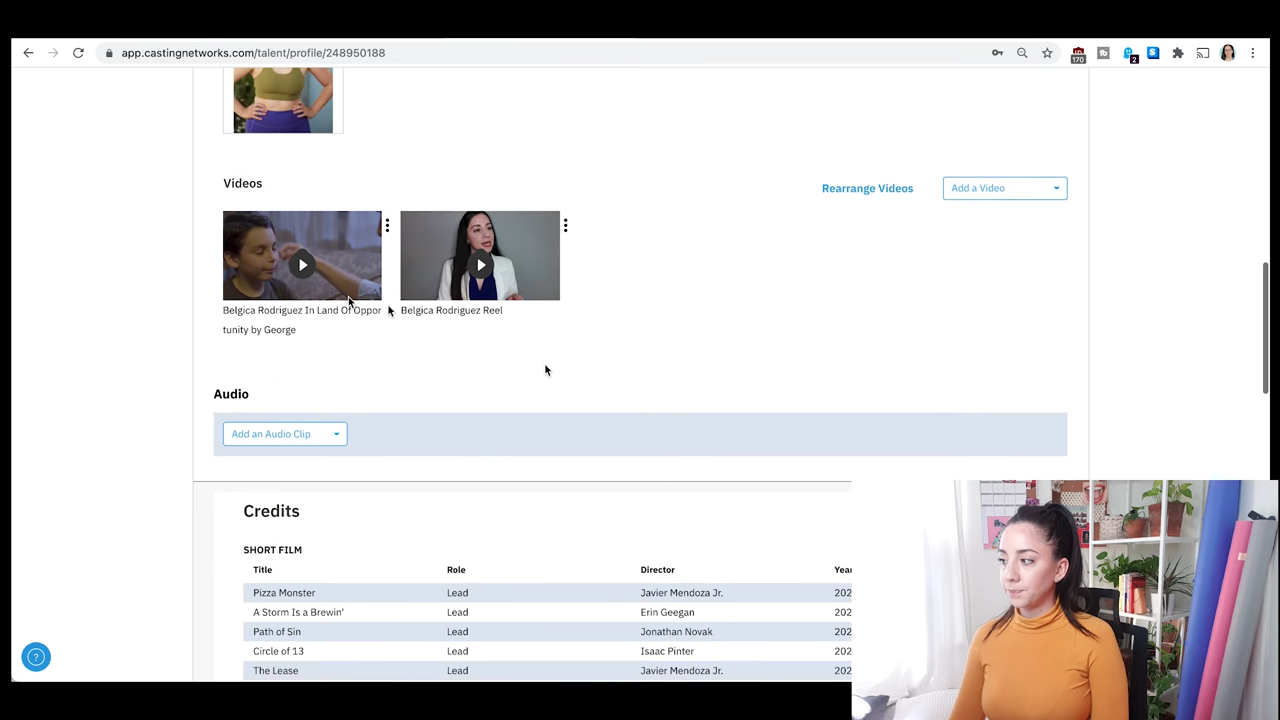 app.castingnetworks.com/talent/profile/248950188
170
2
Videos
Rearrange Videos
Add a Video
Belgica Rodriguez In Land Of Oppor
tunity by George
Belgica Rodriguez Reel
Audio
Add an Audio Clip
Credits
SHORT FILM
Title Role Director Year
Pizza Monster Lead Javier Mendoza Jr. 202
A Storm Is a Brewin' Lead Erin Geegan 202
Path of Sin Lead Jonathan Novak 202
Circle of 13 Lead Isaac Pinter 202
The Lease Lead Javier Mendoza Jr. 202
?